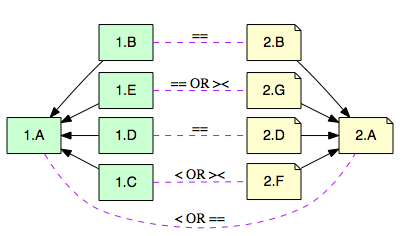 1.B == 2.B
1.E == OR >< 2.G
1.A 1.D == 2.D 2.A
1.C < OR >< 2.F
< OR ==